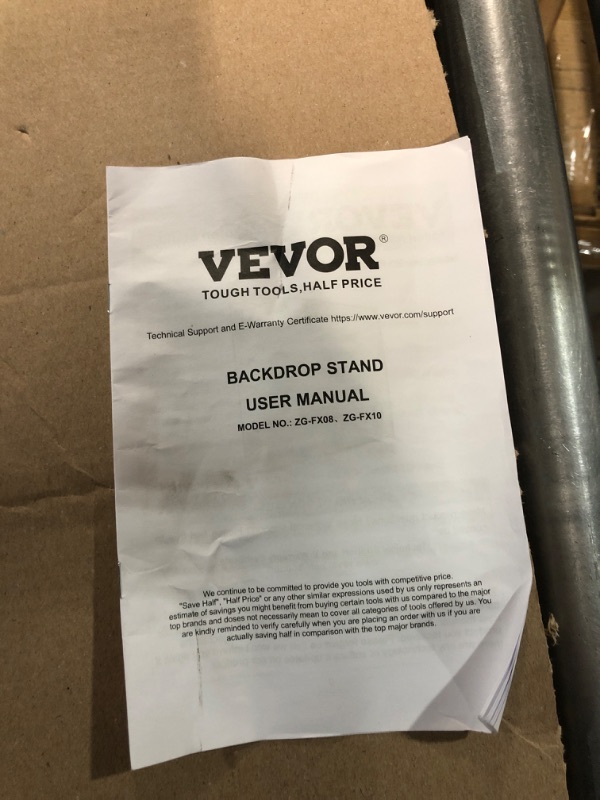 VEVOR®
TOUGH TOOLS,HALF PRICE
Technical Support and E-Warranty Certificate https://www.vevor.com/support
BACKDROP STAND
USER MANUAL
MODEL NO.: ZG-FX08、ZG-FX10
We continue to be committed to provide you tools with competitive price.
"Save Half", "Half Price" or any other similar expressions used by us only represents an
estimate of savings you might benefit from buying certain tools with us compared to the major
top brands and doses not necessarily mean to cover all categories of tools offered by us. You
are kindly reminded to verify carefully when you are placing an order with us if you are
actually saving half in comparison with the top major brands.